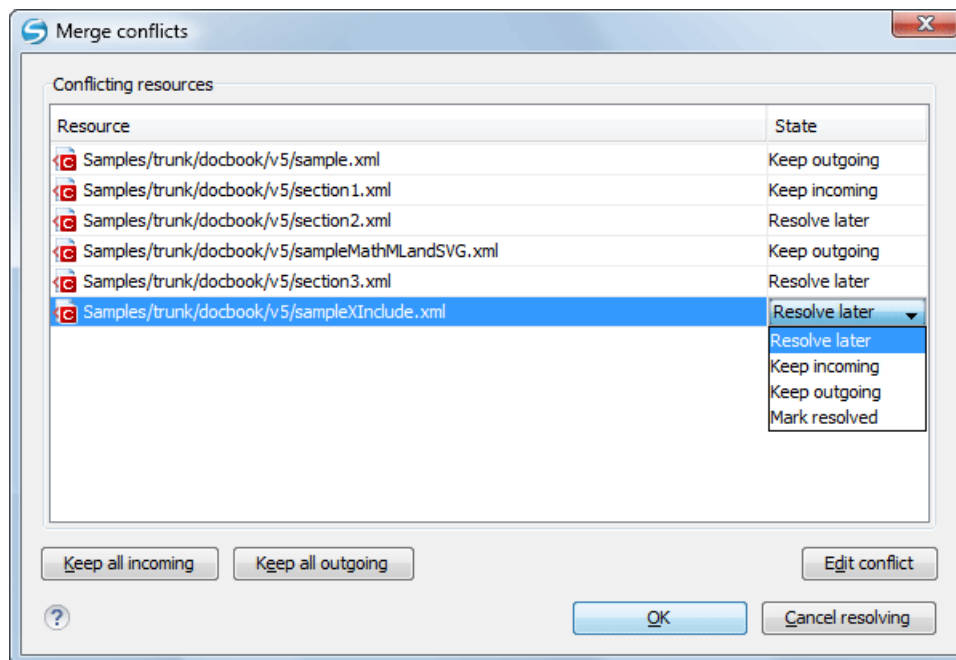 Merge conflicts
Conflicting resources
Resource State
Samples/trunk/docbook/v5/sample.xml Keep outgoing
Samples/trunk/docbook/v5/section1.xml Keep incoming
Samples/trunk/docbook/v5/section2.xml Resolve later
Samples/trunk/docbook/v5/sampleMathMLandSVG.xml Keep outgoing
Samples/trunk/docbook/v5/section3.xml Resolve later
Samples/trunk/docbook/v5/sampleXInclude.xml Resolve later
Resolve later
Keep incoming
Keep outgoing
Mark resolved
Keep all incoming Keep all outgoing Edit conflict
? OK Cancel resolving